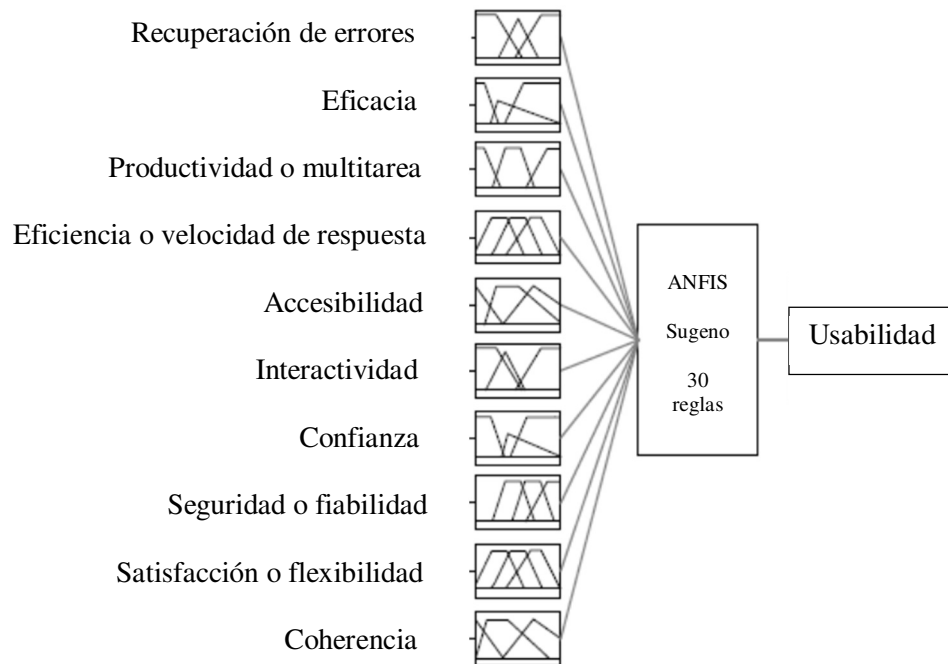 Recuperación de errores
Eficacia
Productividad o multitarea
Eficiencia o velocidad de respuesta
Accesibilidad
Interactividad
Confianza
Seguridad o fiabilidad
Satisfacción o flexibilidad
Coherencia
ANFIS
Sugeno
30
reglas
Usabilidad